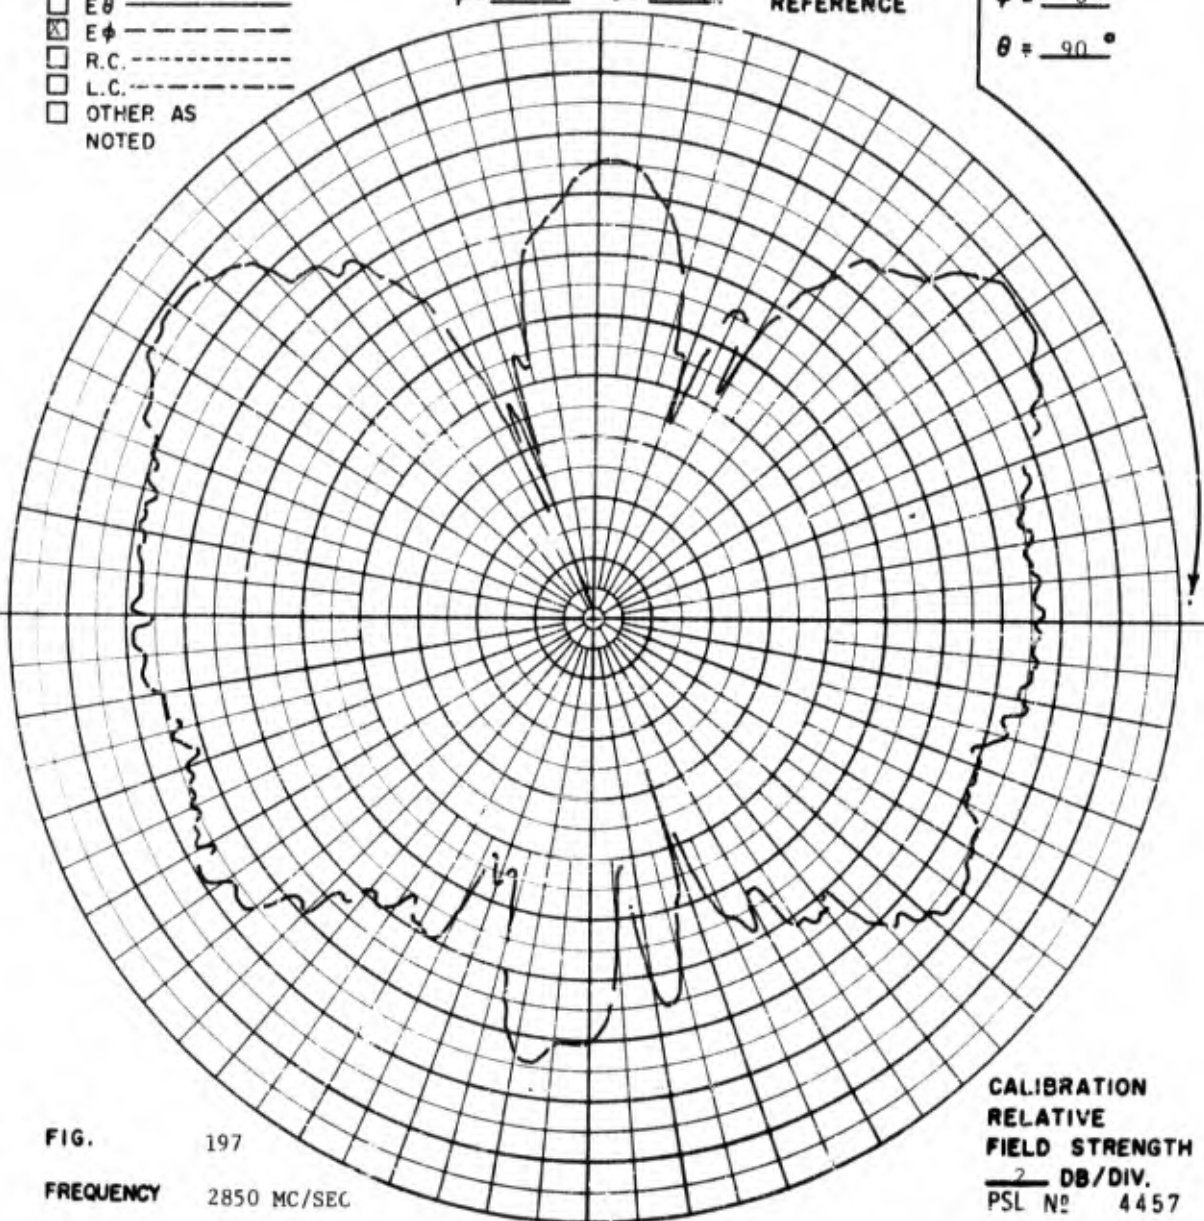 Eθ
REFERENCE
Eφ
θ = 90 °
R.C.
L.C.
OTHER AS
NOTED
FIG. 197
FREQUENCY 2850 MC/SEC
CALIBRATION
RELATIVE
FIELD STRENGTH
2 DB/DIV.
PSL Nº 4457